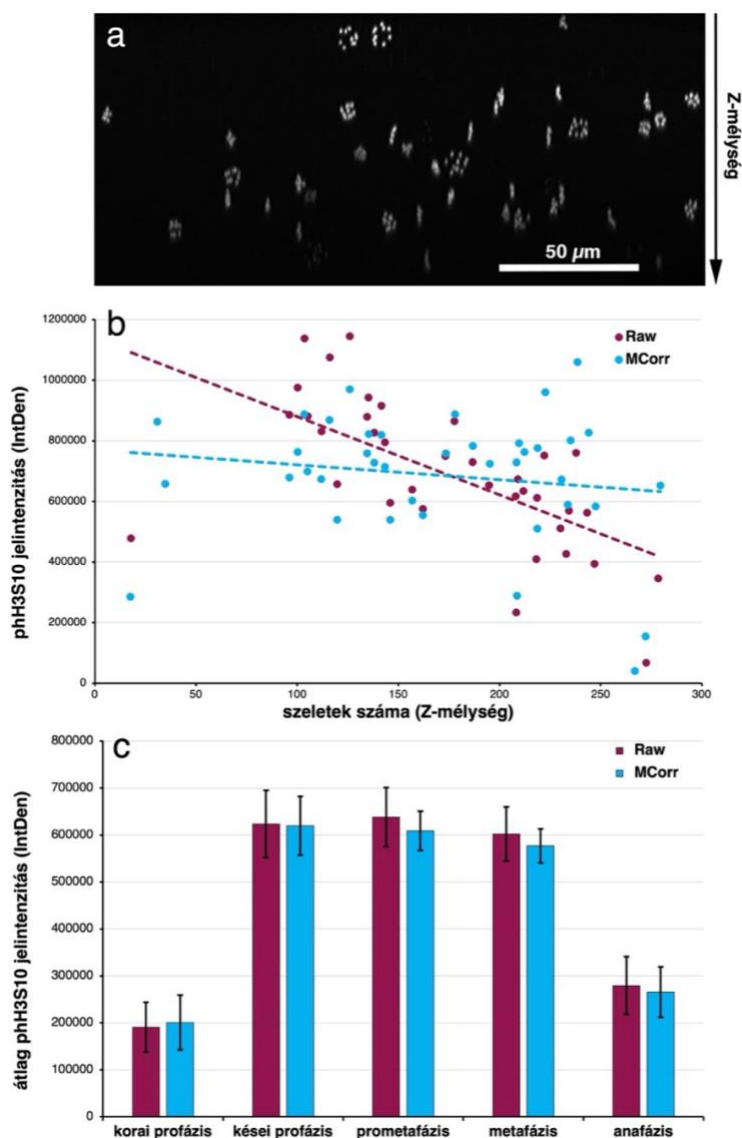 a
Z-mélység
50 µm
b
1200000
1000000
800000
600000
400000
200000
0
Raw
MCorr
phH3S10 jelintenzitás (IntDen)
0 50 100 150 200 250 300
szeletek száma (Z-mélység)
c
800000
700000
600000
500000
400000
300000
200000
100000
0
Raw
MCorr
átlag phH3S10 jelintenzitás (IntDen)
korai profázis kései profázis prometafázis metafázis anafázis